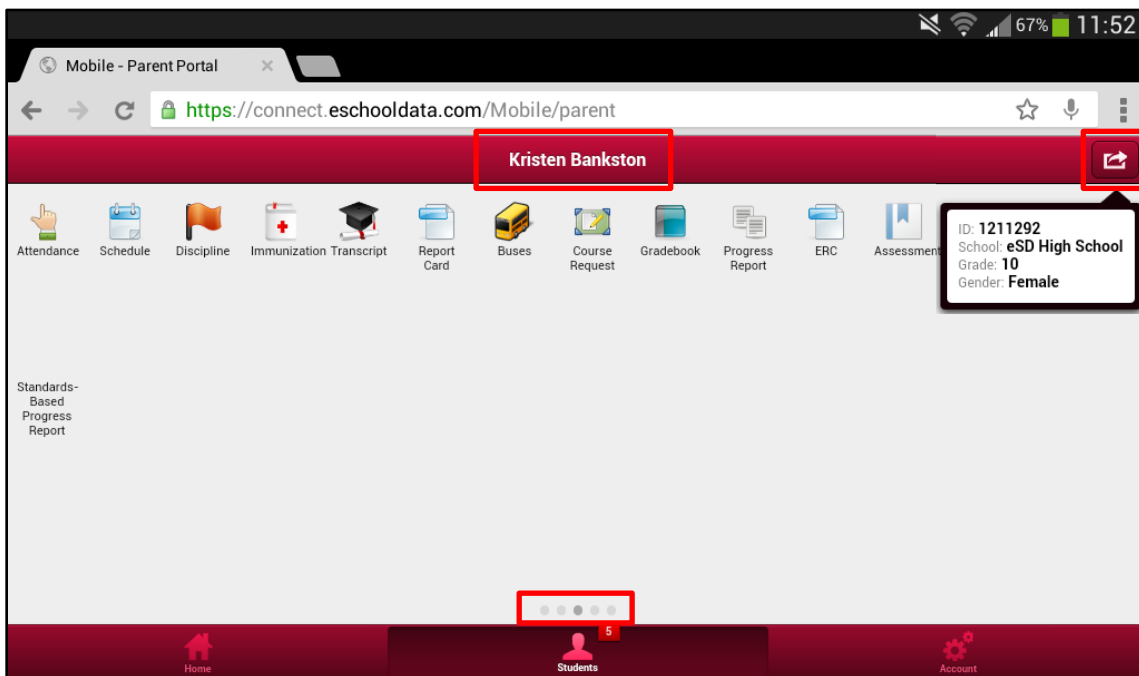 67% 11:52
Mobile - Parent Portal
https://connect.eschooldata.com/Mobile/parent
Kristen Bankston
Attendance
Schedule
Discipline
Immunization
Transcript
Report
Card
Buses
Course
Request
Gradebook
Progress
Report
ERC
Assessment
ID: 1211292
School: eSD High School
Grade: 10
Gender: Female
Standards-
Based
Progress
Report
5
Home
Students
Account